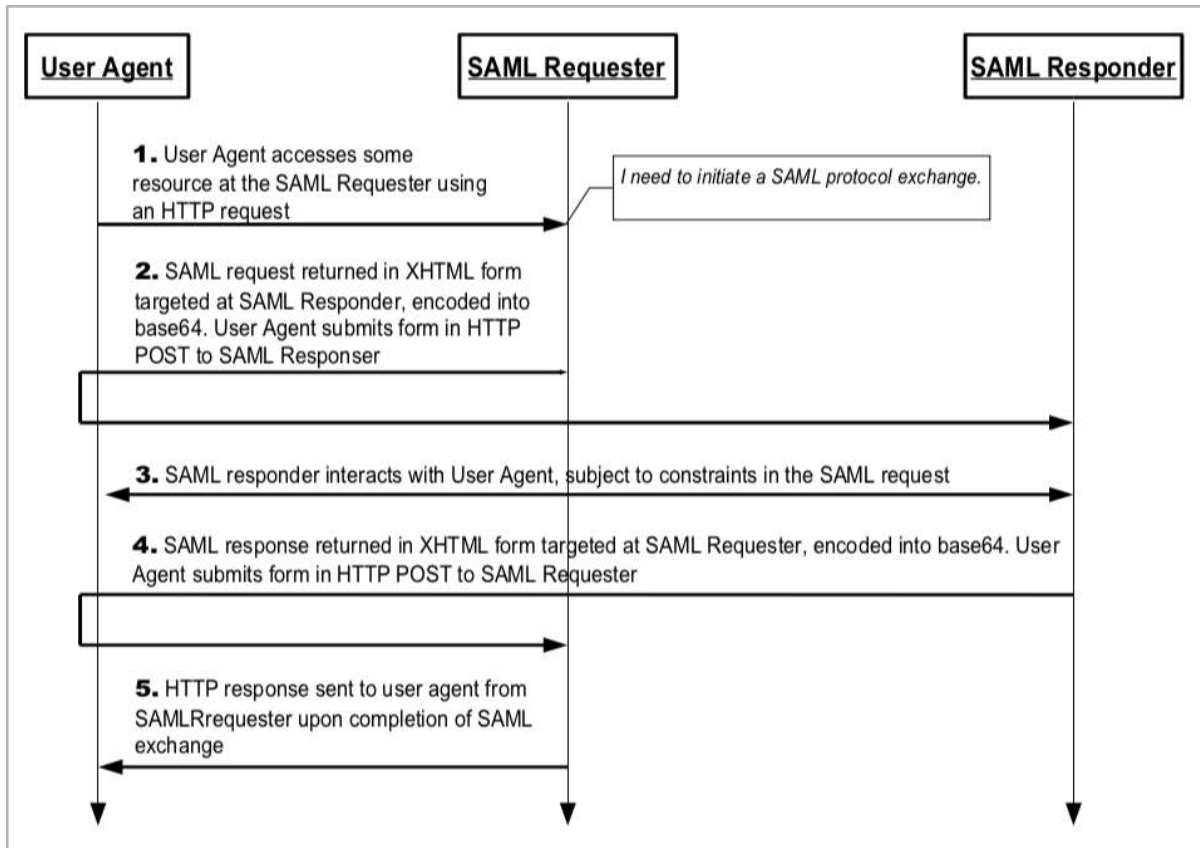 User Agent
SAML Requester
SAML Responder
1. User Agent accesses some
resource at the SAML Requester using
an HTTP request
I need to initiate a SAML protocol exchange.
2. SAML request returned in XHTML form
targeted at SAML Responder, encoded into
base64. User Agent submits form in HTTP
POST to SAML Responser
3. SAML responder interacts with User Agent, subject to constraints in the SAML request
4. SAML response returned in XHTML form targeted at SAML Requester, encoded into base64. User
Agent submits form in HTTP POST to SAML Requester
5. HTTP response sent to user agent from
SAMLRrequester upon completion of SAML
exchange